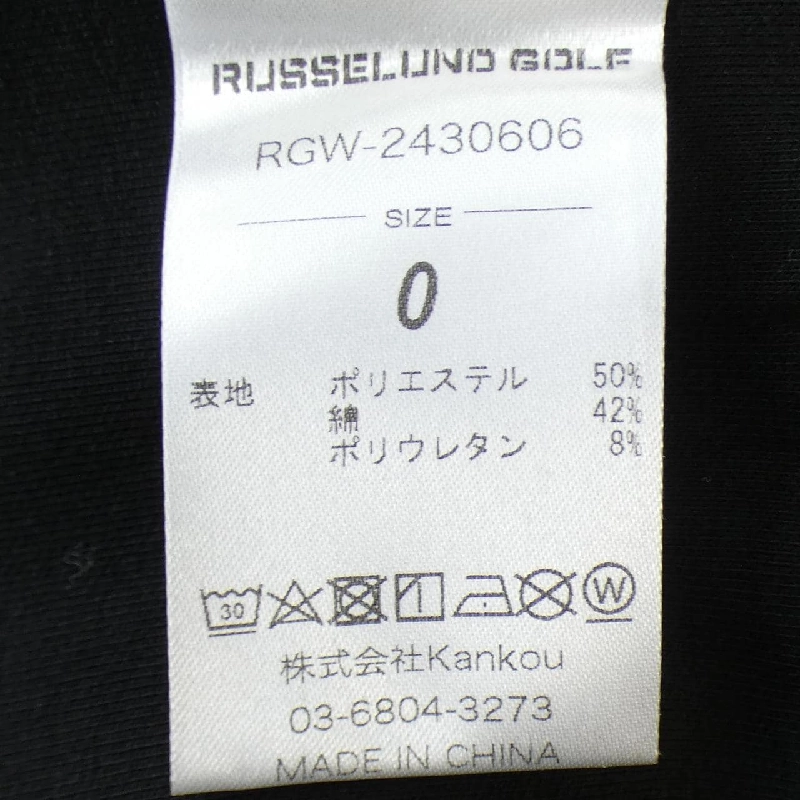 RUSSELUNO GOLF
RGW-2430606
SIZE
0
表地 ポリエステル 50%
綿 42%
ポリウレタン 8%
30 W
株式会社Kankou
03-6804-3273
MADE IN CHINA